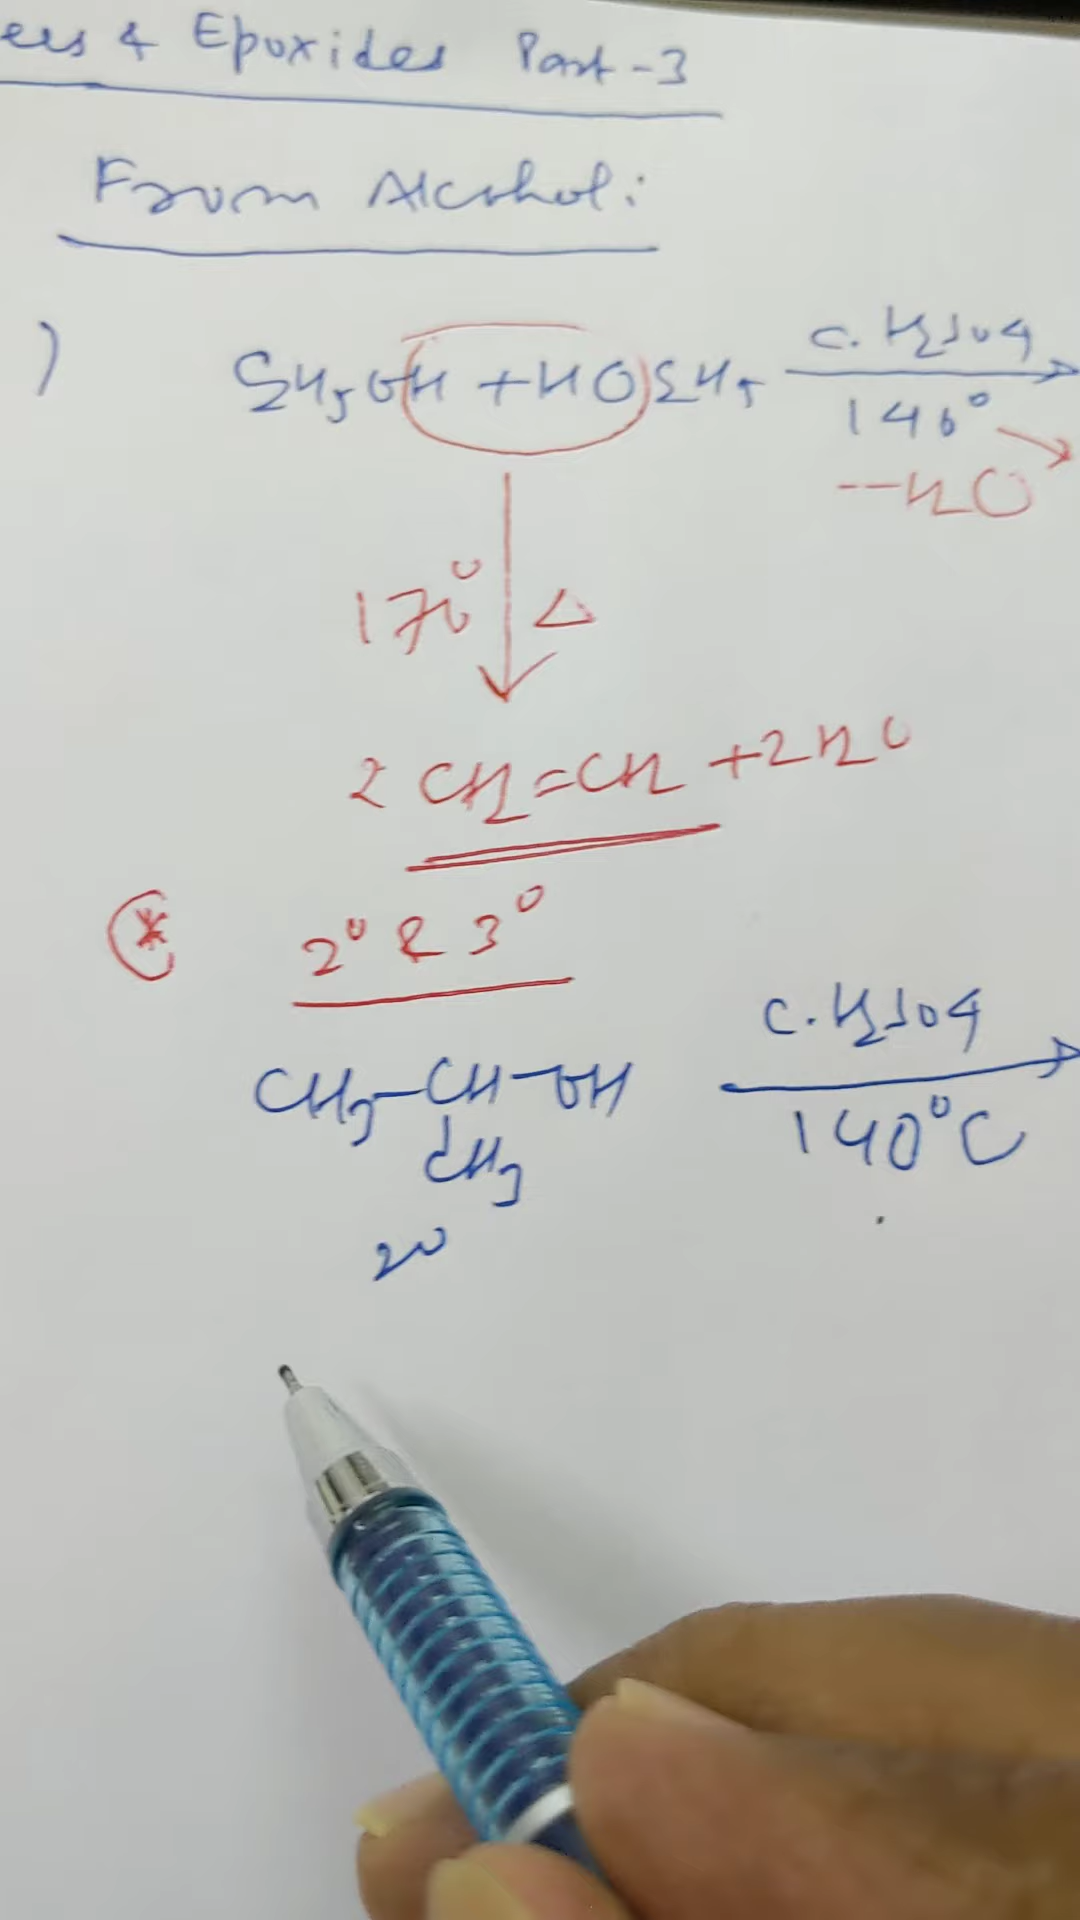 ers & Epoxides Part-3
From Alcohol:
) C2H5OH + HOC2H5 C. H2SO4
140°
-H2O
170° Δ
2 CH2=CH2 + 2H2O
* 2° & 3°
CH3-CH-OH C. H2SO4
CH3 140°C
2°